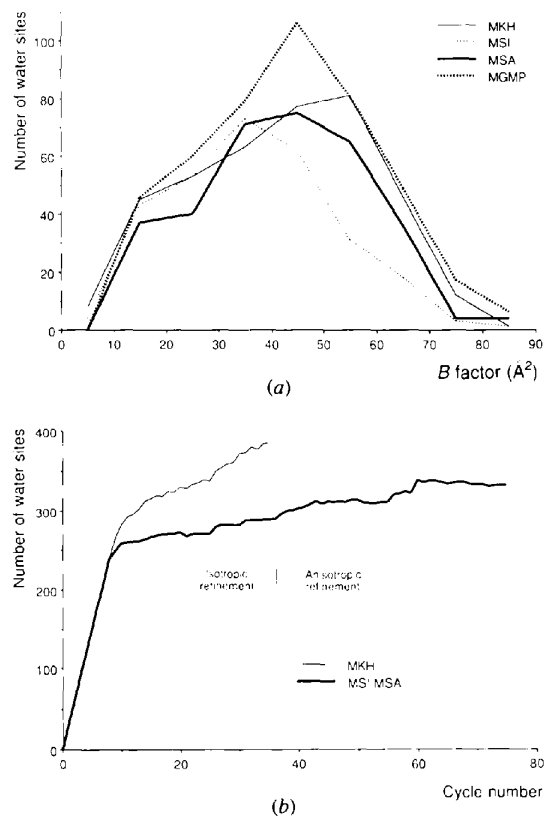 Number of water sites
100
80
60
40
20
0
MKH
MSI
MSA
MGMP
0 10 20 30 40 50 60 70 80 90
B factor (Å²)
(a)
Number of water sites
400
300
200
100
0
Isotropic refinement
Anisotropic refinement
MKH
MSI MSA
0 20 40 60 80
Cycle number
(b)